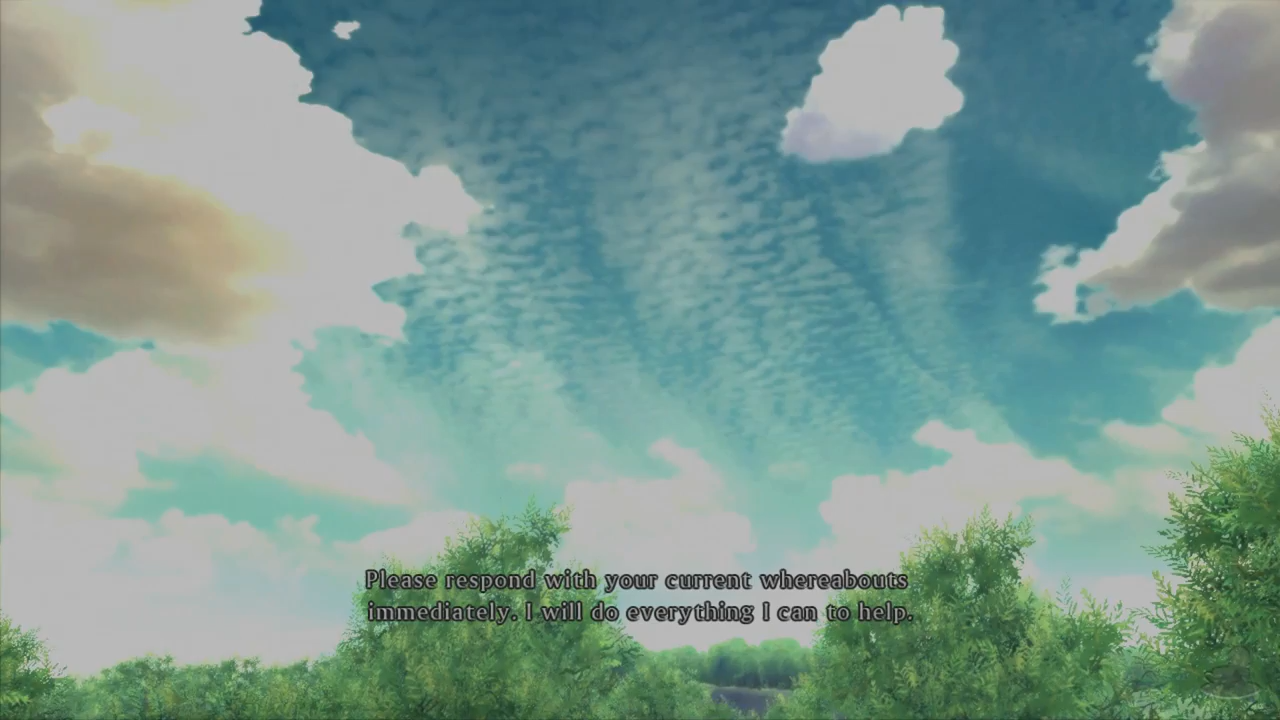 Please respond with your current whereabouts
immediately. I will do everything I can to help.